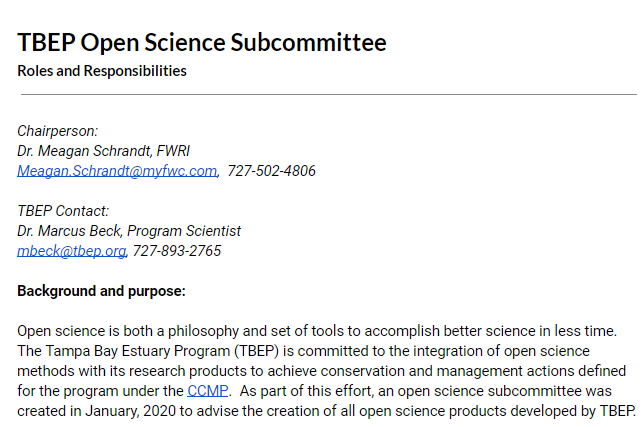 TBEP Open Science Subcommittee
Roles and Responsibilities
Chairperson:
Dr. Meagan Schrandt, FWRI
Meagan.Schrandt@myfwc.com, 727-502-4806
TBEP Contact:
Dr. Marcus Beck, Program Scientist
mbeck@tbep.org, 727-893-2765
Background and purpose:
Open science is both a philosophy and set of tools to accomplish better science in less time.
The Tampa Bay Estuary Program (TBEP) is committed to the integration of open science
methods with its research products to achieve conservation and management actions defined
for the program under the CCMP. As part of this effort, an open science subcommittee was
created in January, 2020 to advise the creation of all open science products developed by TBEP.